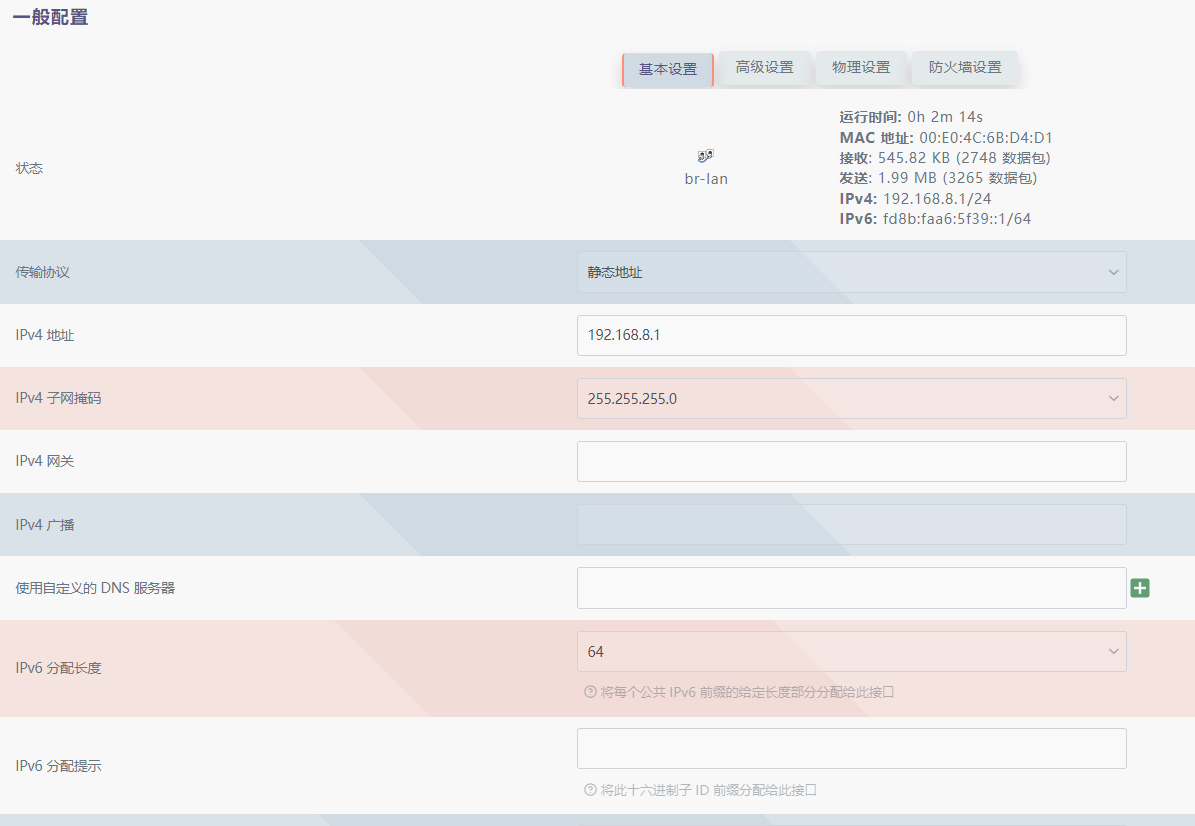 一般配置
基本设置 高级设置 物理设置 防火墙设置
状态
br-lan
运行时间: 0h 2m 14s
MAC 地址: 00:E0:4C:6B:D4:D1
接收: 545.82 KB (2748 数据包)
发送: 1.99 MB (3265 数据包)
IPv4: 192.168.8.1/24
IPv6: fd8b:faa6:5f39::1/64
传输协议 静态地址
IPv4 地址 192.168.8.1
IPv4 子网掩码 255.255.255.0
IPv4 网关
IPv4 广播
使用自定义的 DNS 服务器
IPv6 分配长度 64
将每个公共 IPv6 前缀的给定长度部分分配给此接口
IPv6 分配提示
将此十六进制子 ID 前缀分配给此接口